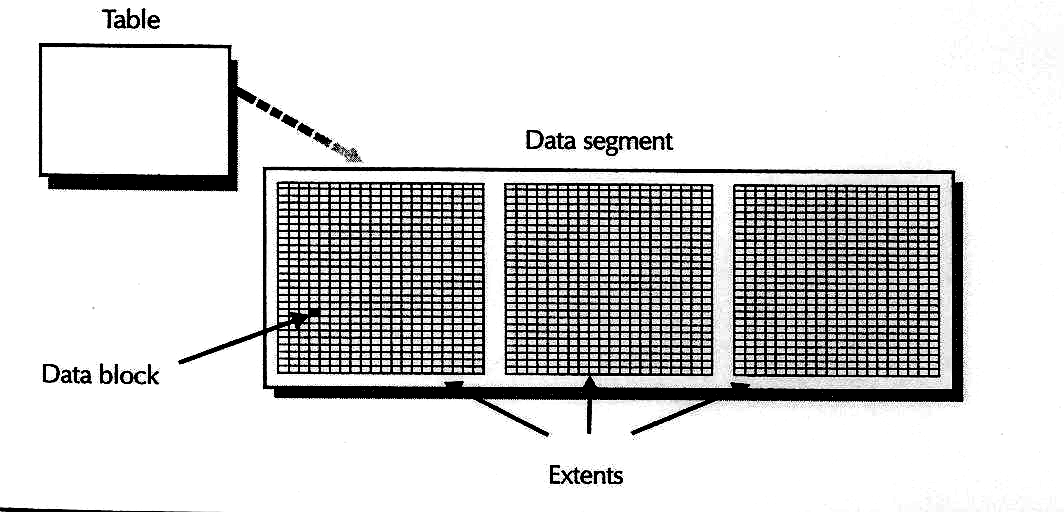 Table
Data segment
Data block
Extents